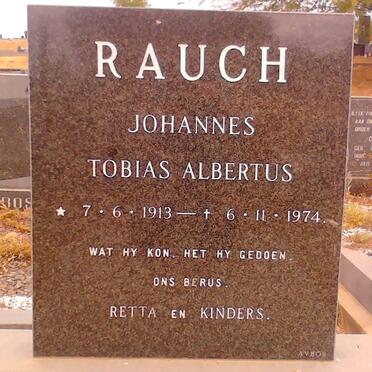 RAUCH
JOHANNES
TOBIAS ALBERTUS
★ 7·6·1913 — † 6·11·1974.
WAT HY KON, HET HY GEDOEN.
ONS BERUS.
RETTA EN KINDERS.
AVBOB